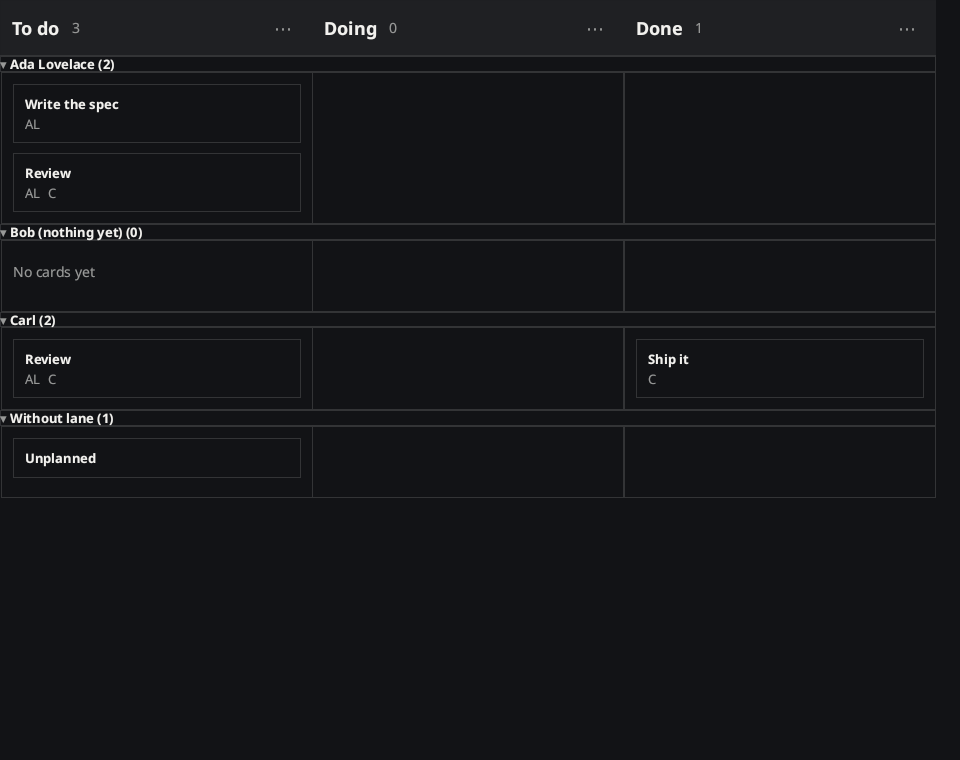 To do 3 ... Doing 0 ... Done 1 ...
▾ Ada Lovelace (2)
Write the spec
AL
Review
AL C
▾ Bob (nothing yet) (0)
No cards yet
▾ Carl (2)
Review
AL C
Ship it
C
▾ Without lane (1)
Unplanned